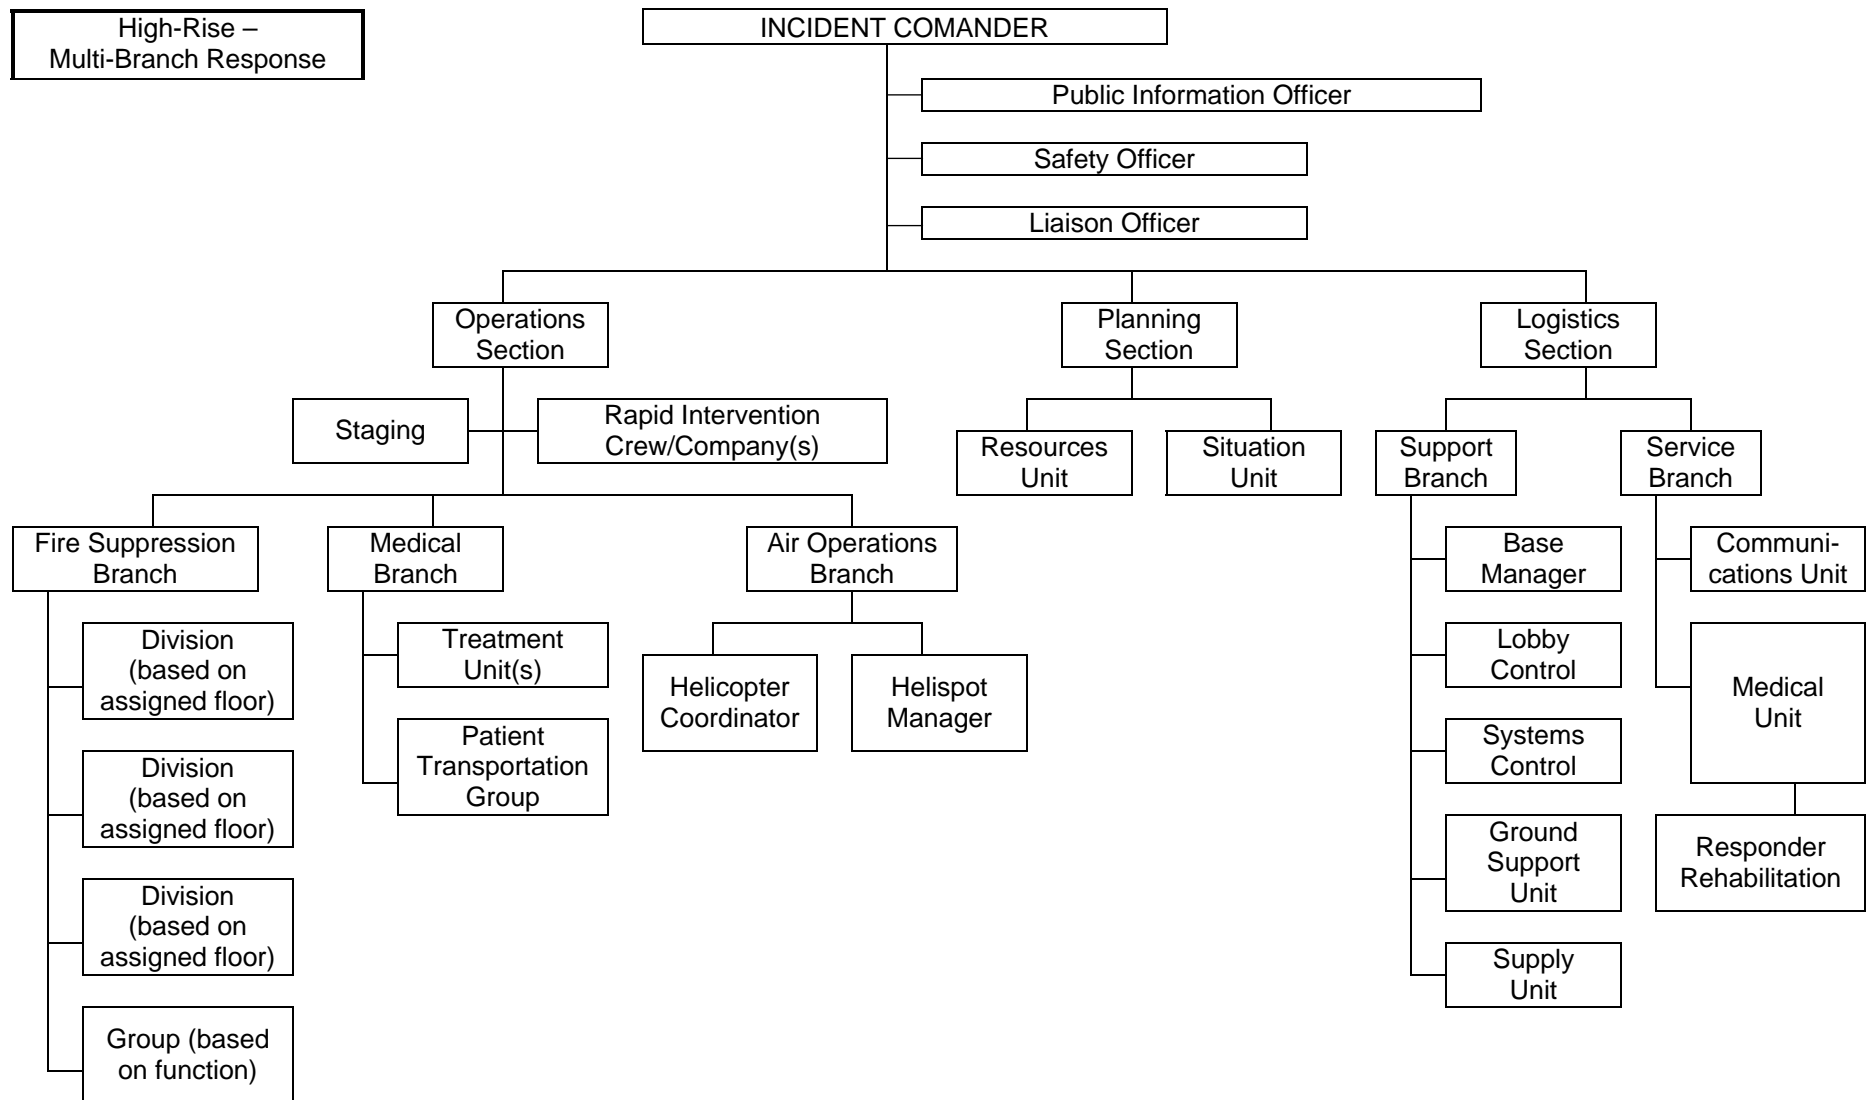 High-Rise –
Multi-Branch Response
INCIDENT COMANDER
Public Information Officer
Safety Officer
Liaison Officer
Operations
Section
Planning
Section
Logistics
Section
Staging
Rapid Intervention
Crew/Company(s)
Resources
Unit
Situation
Unit
Support
Branch
Service
Branch
Fire Suppression
Branch
Medical
Branch
Air Operations
Branch
Base
Manager
Communi-
cations Unit
Division
(based on
assigned floor)
Treatment
Unit(s)
Helicopter
Coordinator
Helispot
Manager
Lobby
Control
Medical
Unit
Division
(based on
assigned floor)
Patient
Transportation
Group
Systems
Control
Ground
Support
Unit
Responder
Rehabilitation
Division
(based on
assigned floor)
Supply
Unit
Group (based
on function)